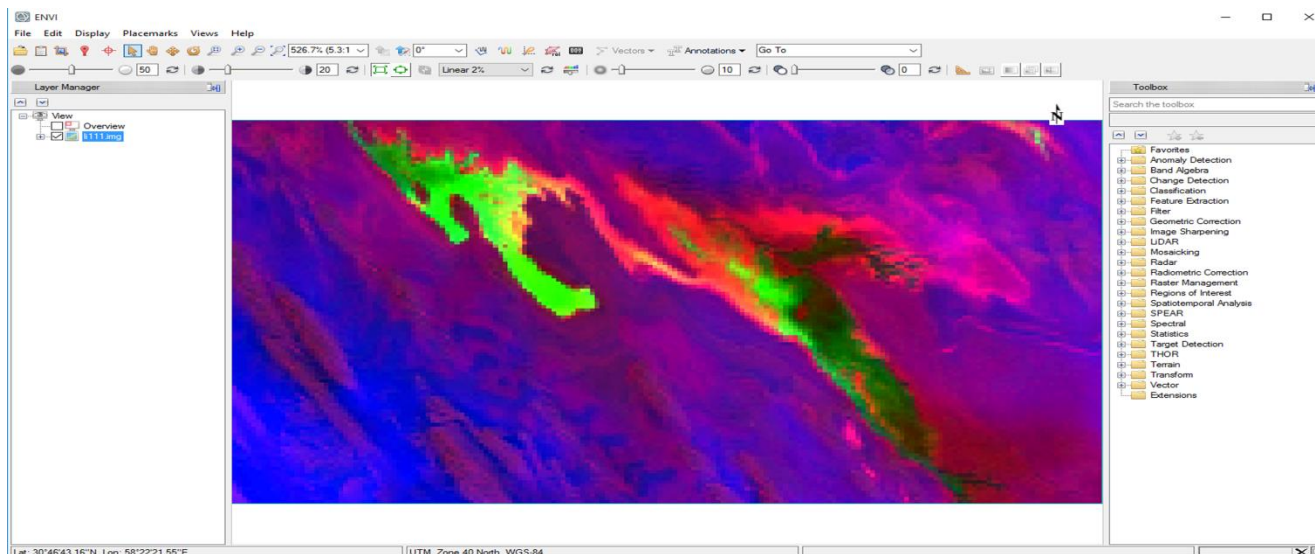 ENVI
File Edit Display Placemarks Views Help
526.7% (5.3:1 0° Vectors Annotations Go To
50 20 Linear 2% 10 0
Layer Manager
View
Overview
li111.img
N
Toolbox
Search the toolbox
Favorites
Anomaly Detection
Band Algebra
Change Detection
Classification
Feature Extraction
Filter
Geometric Correction
Image Sharpening
LiDAR
Mosaicking
Radar
Radiometric Correction
Raster Management
Regions of Interest
Spatiotemporal Analysis
SPEAR
Spectral
Statistics
Target Detection
THOR
Terrain
Transform
Vector
Extensions
Lat: 30°46'43.16"N, Lon: 58°22'21.55"E UTM, Zone 40 North, WGS-84